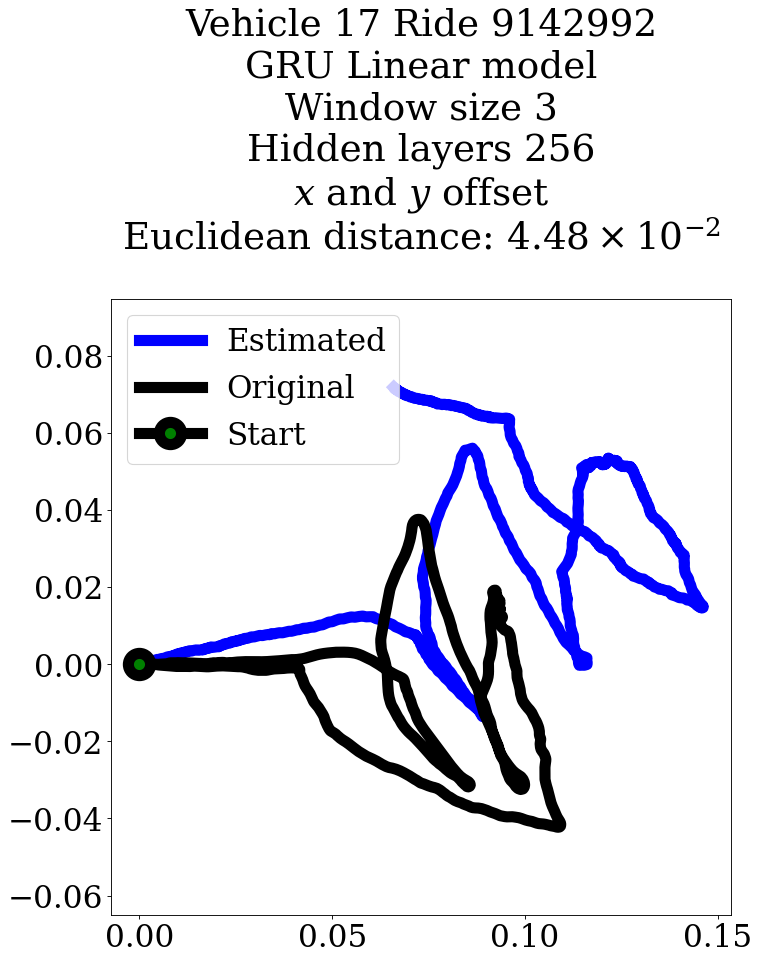 Vehicle 17 Ride 9142992
GRU Linear model
Window size 3
Hidden layers 256
x and y offset
Euclidean distance: 4.48 × 10⁻²
Estimated
Original
Start
0.08
0.06
0.04
0.02
0.00
−0.02
−0.04
−0.06
0.00 0.05 0.10 0.15